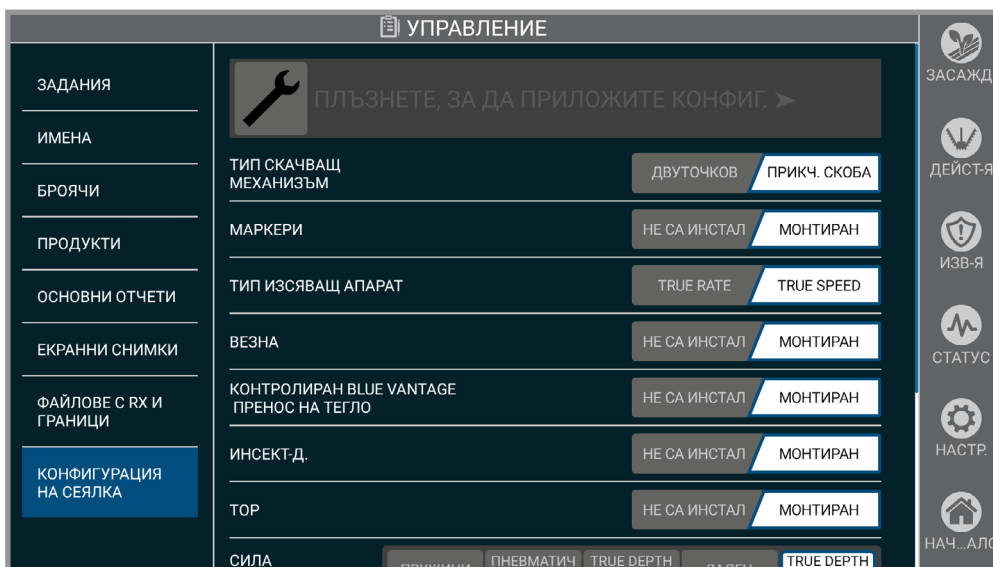 УПРАВЛЕНИЕ
ЗАДАНИЯ
ИМЕНА
БРОЯЧИ
ПРОДУКТИ
ОСНОВНИ ОТЧЕТИ
ЕКРАННИ СНИМКИ
ФАЙЛОВЕ С RX И
ГРАНИЦИ
КОНФИГУРАЦИЯ
НА СЕЯЛКА
ПЛЪЗНЕТЕ, ЗА ДА ПРИЛОЖИТЕ КОНФИГ. ➤
ТИП СКАЧВАЩ
МЕХАНИЗЪМ
ДВУТОЧКОВ ПРИКЧ. СКОБА
МАРКЕРИ
НЕ СА ИНСТАЛ МОНТИРАН
ТИП ИЗСЯВАЩ АПАРАТ
TRUE RATE TRUE SPEED
ВЕЗНА
НЕ СА ИНСТАЛ МОНТИРАН
КОНТРОЛИРАН BLUE VANTAGE
ПРЕНОС НА ТЕГЛО
НЕ СА ИНСТАЛ МОНТИРАН
ИНСЕКТ-Д.
НЕ СА ИНСТАЛ МОНТИРАН
ТОР
НЕ СА ИНСТАЛ МОНТИРАН
СИЛА
ПНЕВМАТИЧ TRUE DEPTH TRUE DEPTH
ЗАСАЖД
ДЕЙСТ-Я
ИЗВ-Я
СТАТУС
НАСТР.
НАЧ...АЛО